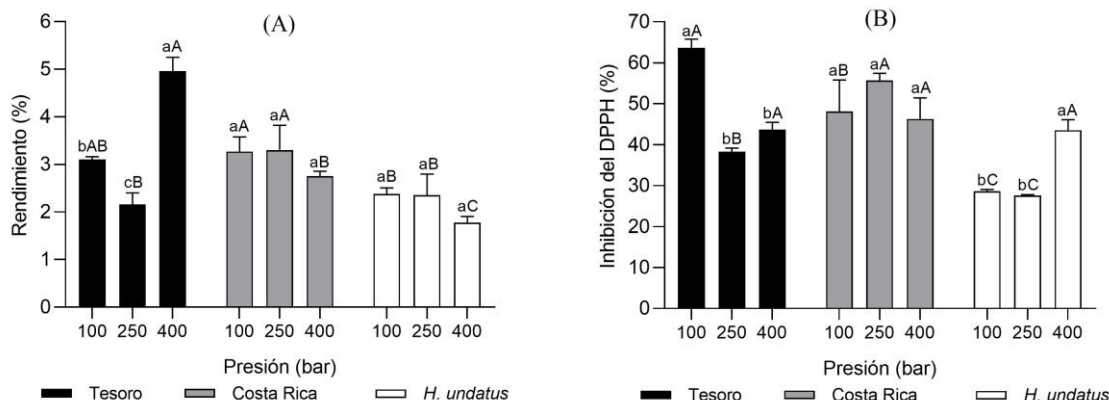 (A)
Rendimiento (%)
6
5
4
3
2
1
0
bAB
cB
aA
aA
aA
aB
aB
aB
aC
100 250 400 100 250 400 100 250 400
Presión (bar)
Tesoro Costa Rica H. undatus
(B)
Inhibición del DPPH (%)
70
60
50
40
30
20
10
0
aA
bB
bA
aB
aA
aA
bC
bC
aA
100 250 400 100 250 400 100 250 400
Presión (bar)
Tesoro Costa Rica H. undatus